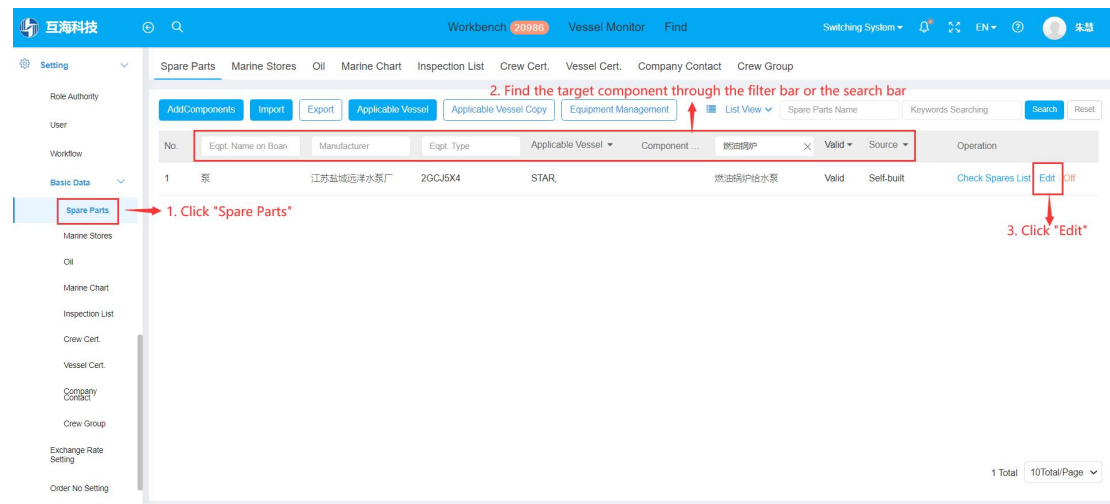 互海科技
Workbench 20986 Vessel Monitor Find
Switching System EN 朱慧
Setting
Role Authority
User
Workflow
Basic Data
Spare Parts
Marine Stores
Oil
Marine Chart
Inspection List
Crew Cert.
Vessel Cert.
Company
Contact
Crew Group
Exchange Rate
Setting
Order No Setting
Spare Parts Marine Stores Oil Marine Chart Inspection List Crew Cert. Vessel Cert. Company Contact Crew Group
2. Find the target component through the filter bar or the search bar
AddComponents Import Export Applicable Vessel Applicable Vessel Copy Equipment Management List View Spare Parts Name Keywords Searching Search Reset
No. Eqpt. Name on Boar Manufacturer Eqpt. Type Applicable Vessel Component ... 燃油锅炉 Valid Source Operation
1 泵 江苏盐城远洋水泵厂 2GCJ5X4 STAR, 燃油锅炉给水泵 Valid Self-built Check Spares List Edit Off
1. Click "Spare Parts"
3. Click "Edit"
1 Total 10Total/Page